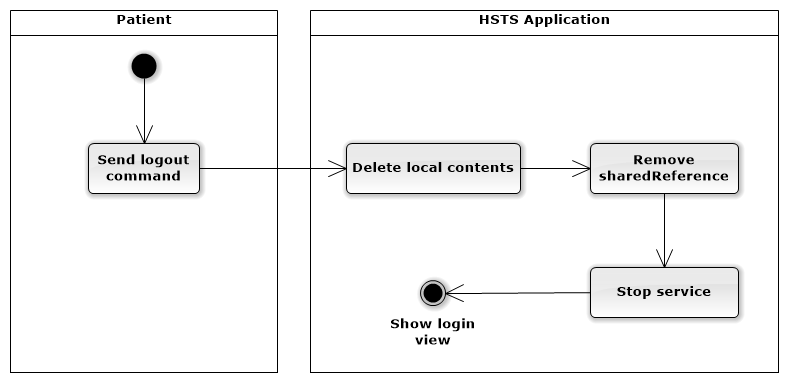 Patient
HSTS Application
Send logout
command
Delete local contents
Remove
sharedReference
Stop service
Show login
view